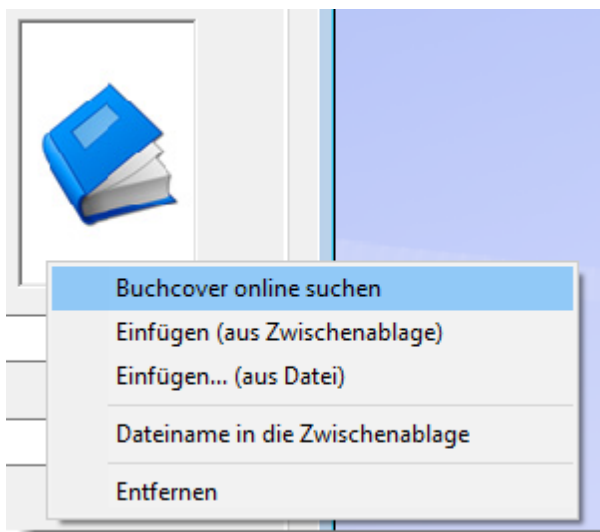 Buchcover online suchen
Einfügen (aus Zwischenablage)
Einfügen... (aus Datei)
Dateiname in die Zwischenablage
Entfernen